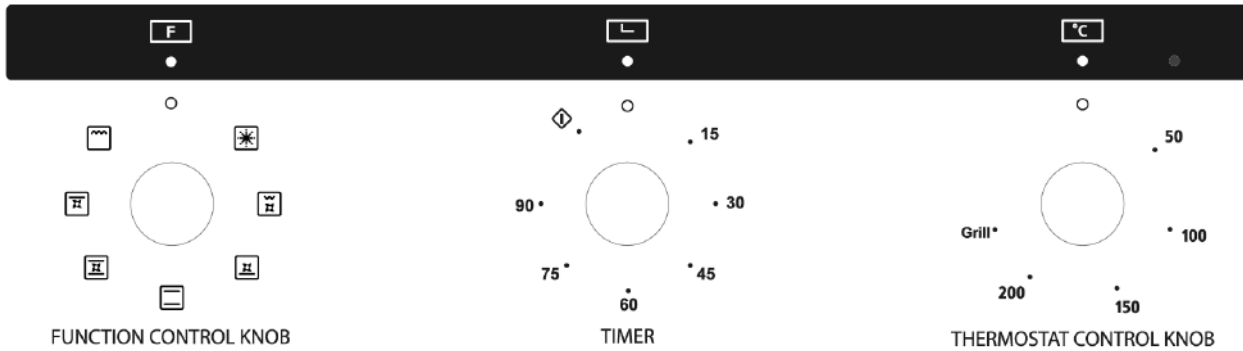 F
°C
15
50
90
30
Grill
100
75
45
60
200
150
FUNCTION CONTROL KNOB
TIMER
THERMOSTAT CONTROL KNOB